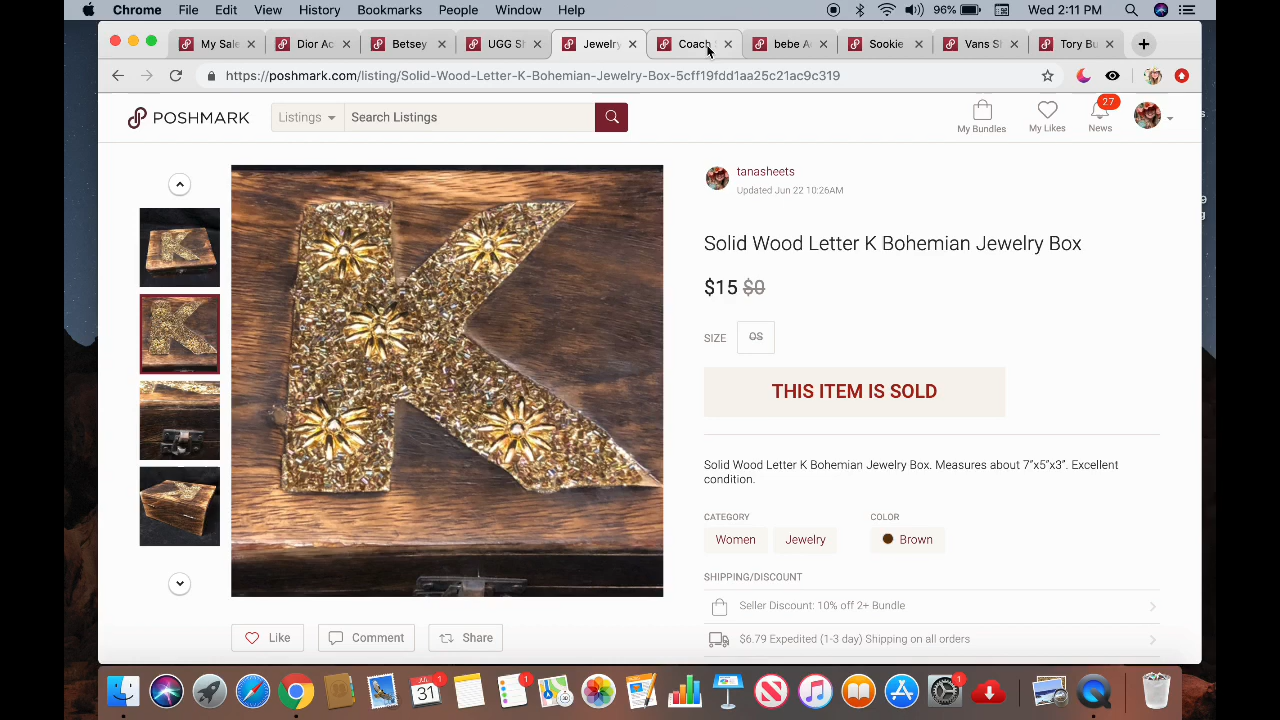 Chrome File Edit View History Bookmarks People Window Help 96% Wed 2:11 PM
My Sale Dior Ac Betsey UGG Sh Jewelry Coach bebe A Sookie Vans S Tory Bu
https://poshmark.com/listing/Solid-Wood-Letter-K-Bohemian-Jewelry-Box-5cff19fdd1aa25c21ac9c319
POSHMARK Listings Search Listings 27
My Bundles My Likes News
tanasheets
Updated Jun 22 10:26AM
Solid Wood Letter K Bohemian Jewelry Box
$15 $0
SIZE OS
K
THIS ITEM IS SOLD
Solid Wood Letter K Bohemian Jewelry Box. Measures about 7"x5"x3". Excellent
condition.
CATEGORY COLOR
Women Jewelry Brown
SHIPPING/DISCOUNT
Seller Discount: 10% off 2+ Bundle
Like Comment Share $6.79 Expedited (1-3 day) Shipping on all orders
JUL 31 1 1 1